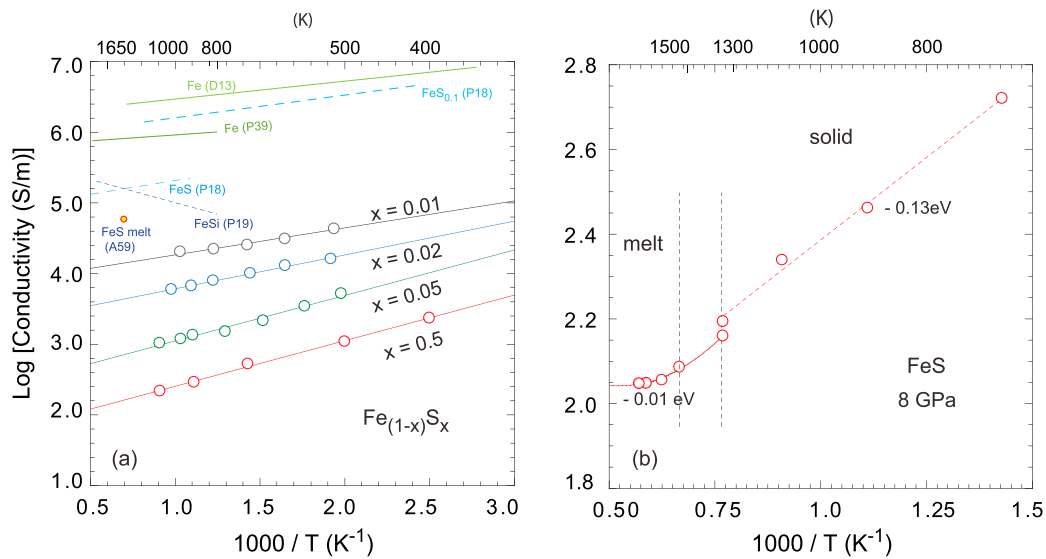 (K)
1650 1000 800 500 400
7.0
6.0
5.0
4.0
3.0
2.0
1.0
Log [Conductivity (S/m)]
Fe (D13)
FeS0.1 (P18)
Fe (P39)
FeS (P18)
FeSi (P19)
FeS melt
(A59)
x = 0.01
x = 0.02
x = 0.05
x = 0.5
Fe(1-x)Sx
(a)
0.5 1.0 1.5 2.0 2.5 3.0
1000 / T (K-1)
(K)
1500 1300 1000 800
2.8
2.6
2.4
2.2
2.0
1.8
solid
melt
- 0.13eV
- 0.01 eV
FeS
8 GPa
(b)
0.50 0.75 1.0 1.5
1000 / T (K-1)